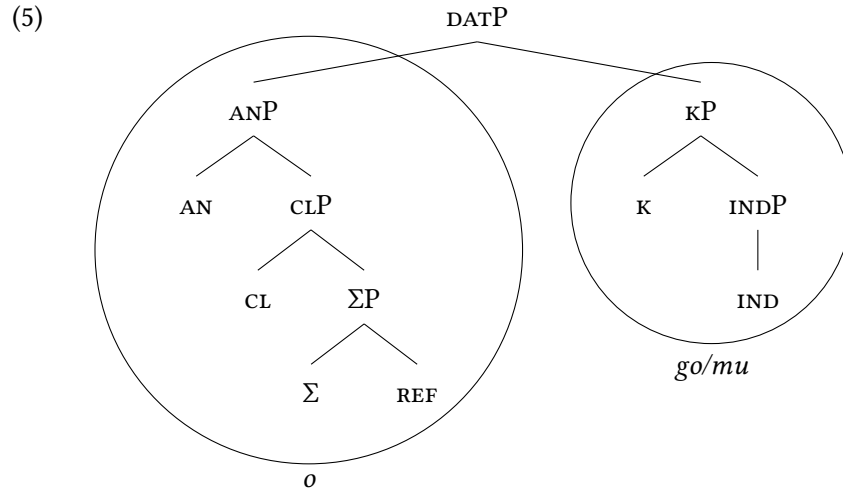 (5)
DATP
ANP KP
AN CLP K INDP
CL ΣP IND
go/mu
Σ REF
o